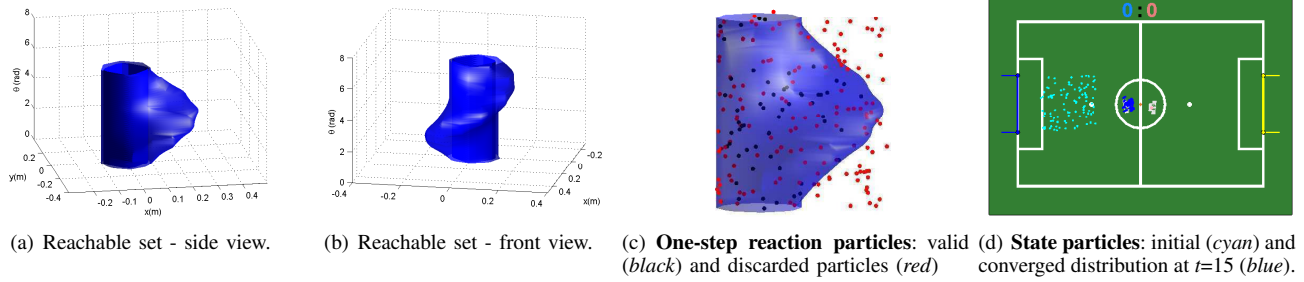 8
6
4
2
0
θ (rad)
0.2
0
-0.2
y(m)
-0.2
-0.1
0
0.1
0.2
0.3
0.4
x(m)
(a) Reachable set - side view.
8
6
4
2
0
θ (rad)
-0.4
-0.2
0
0.2
0.4
-0.2
0
0.2
0.4
x(m)
(b) Reachable set - front view.
(c) One-step reaction particles: valid
(black) and discarded particles (red)
0:0
(d) State particles: initial (cyan) and
converged distribution at t=15 (blue).